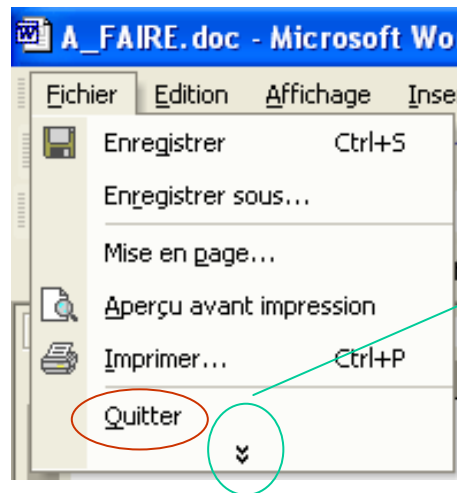 A_FAIRE.doc - Microsoft Wo
Fichier Edition Affichage Inse
Enregistrer Ctrl+S
Enregistrer sous...
Mise en page...
Aperçu avant impression
Imprimer... Ctrl+P
Quitter